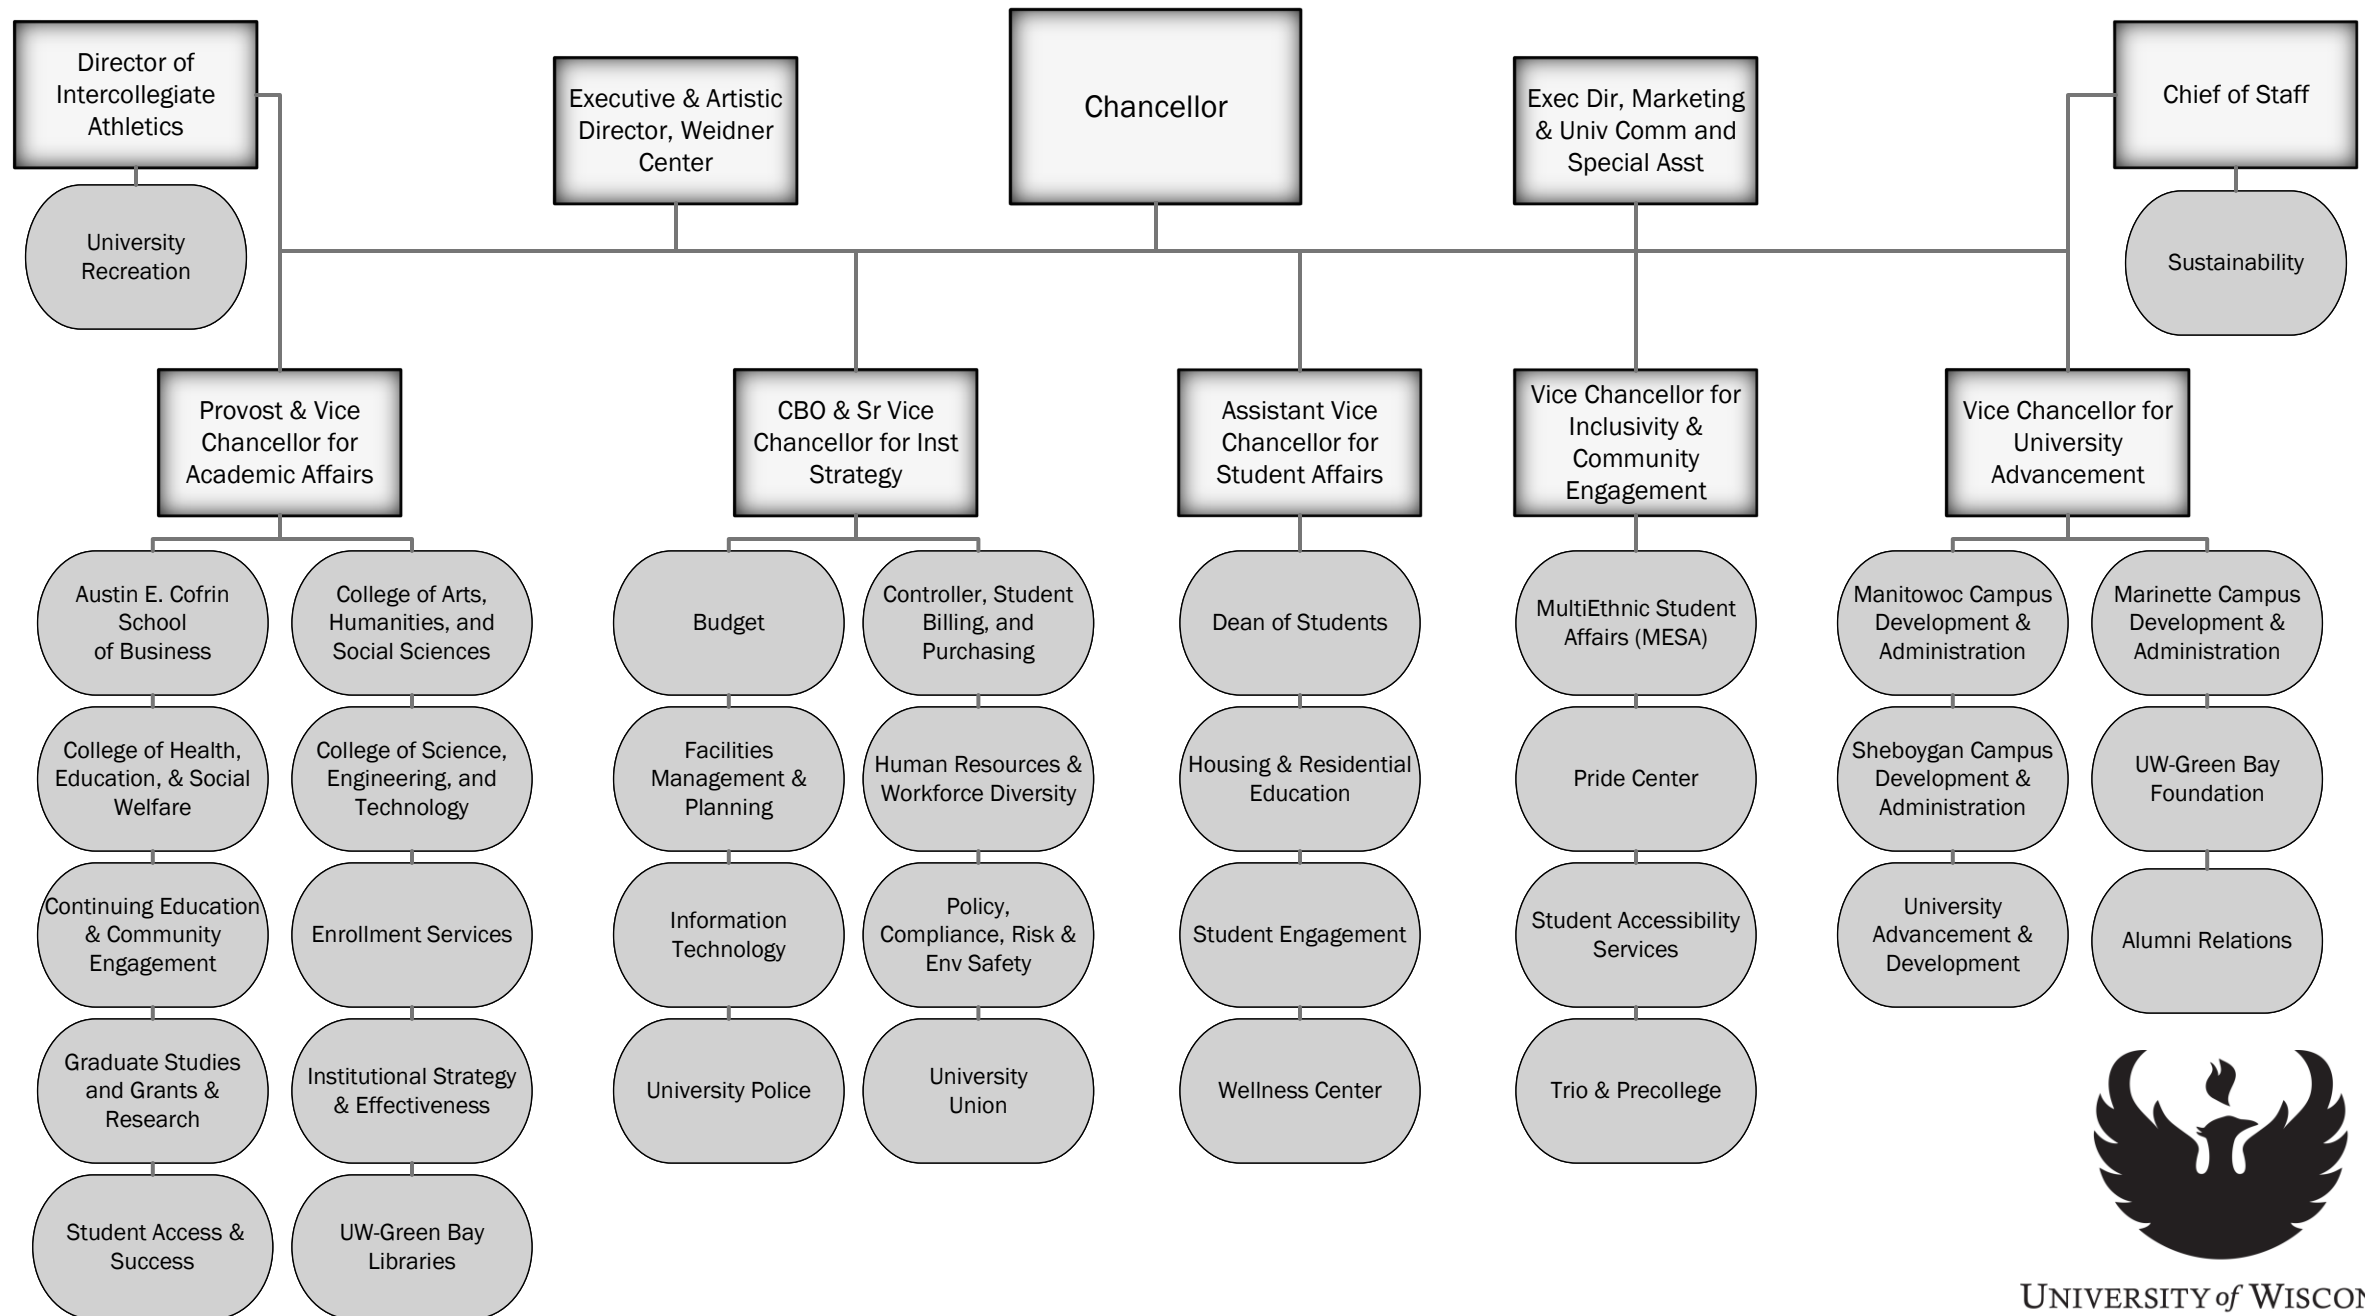 Director of
Intercollegiate
Athletics
Executive & Artistic
Director, Weidner
Center
Chancellor
Exec Dir, Marketing
& Univ Comm and
Special Asst
Chief of Staff
University
Recreation
Sustainability
Provost & Vice
Chancellor for
Academic Affairs
CBO & Sr Vice
Chancellor for Inst
Strategy
Assistant Vice
Chancellor for
Student Affairs
Vice Chancellor for
Inclusivity &
Community
Engagement
Vice Chancellor for
University
Advancement
Austin E. Cofrin
School
of Business
College of Arts,
Humanities, and
Social Sciences
Budget
Controller, Student
Billing, and
Purchasing
Dean of Students
MultiEthnic Student
Affairs (MESA)
Manitowoc Campus
Development &
Administration
Marinette Campus
Development &
Administration
College of Health,
Education, & Social
Welfare
College of Science,
Engineering, and
Technology
Facilities
Management &
Planning
Human Resources &
Workforce Diversity
Housing & Residential
Education
Pride Center
Sheboygan Campus
Development &
Administration
UW-Green Bay
Foundation
Continuing Education
& Community
Engagement
Enrollment Services
Information
Technology
Policy,
Compliance, Risk &
Env Safety
Student Engagement
Student Accessibility
Services
University
Advancement &
Development
Alumni Relations
Graduate Studies
and Grants &
Research
Institutional Strategy
& Effectiveness
University Police
University
Union
Wellness Center
Trio & Precollege
Student Access &
Success
UW-Green Bay
Libraries
UNIVERSITY of WISCON